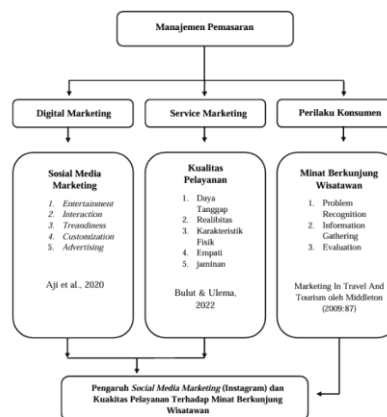 Manajemen Pemasaran
Digital Marketing
Service Marketing
Perilaku Konsumen
Sosial Media
Marketing
1. Entertainment
2. Interaction
3. Treandiness
4. Customization
5. Advertising
Aji et al., 2020
Kualitas
Pelayanan
1. Daya
Tanggap
2. Realibitas
3. Karakteristik
Fisik
4. Empati
5. jaminan
Bulut & Ulema,
2022
Minat Berkunjung
Wisatawan
1. Problem
Recognition
2. Information
Gathering
3. Evaluation
Marketing In Travel And
Tourism oleh Middleton
(2009:87)
Pengaruh Social Media Marketing (Instagram) dan
Kuakitas Pelayanan Terhadap Minat Berkunjung
Wisatawan